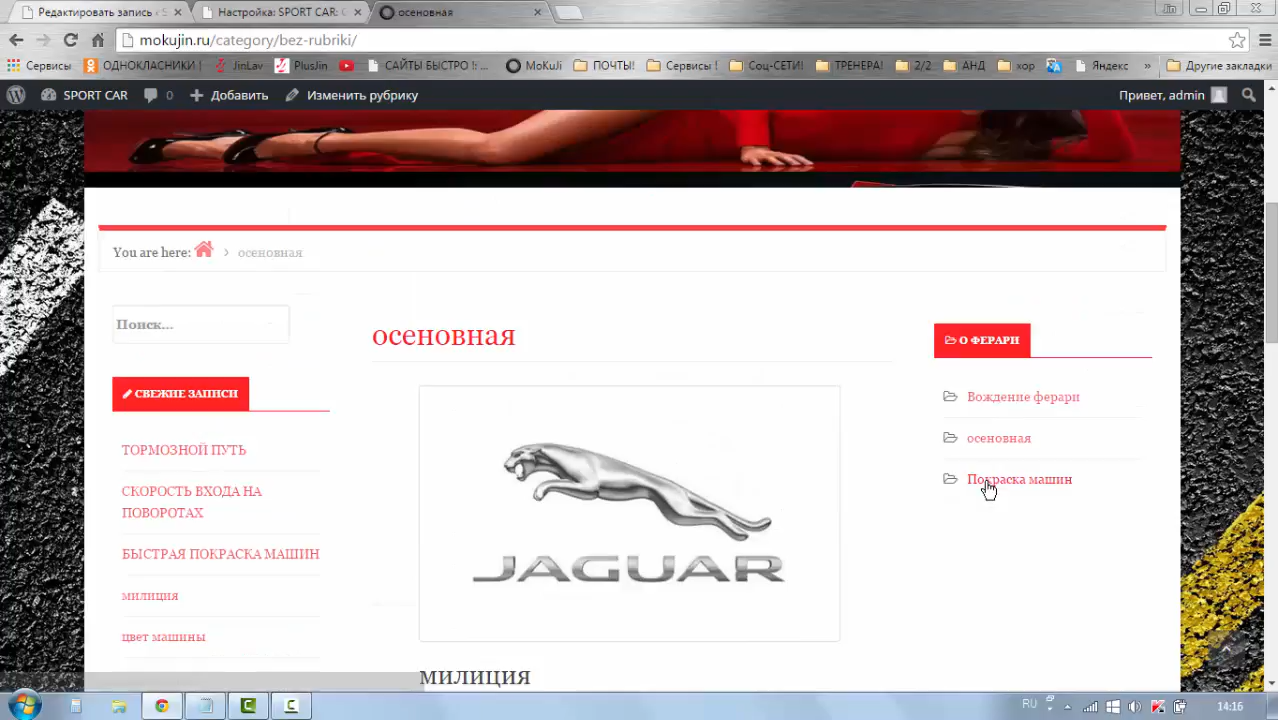 Редактировать запись ‹ S
Настройка: SPORT CAR: О
осеновная
Jin
mokujin.ru/category/bez-rubriki/
Сервисы
ОДНОКЛАСНИКИ !
JinLav
PlusJin
САЙТЫ БЫСТРО !: ...
MoKuJi
ПОЧТЫ!
Сервисы !
Соц-СЕТИ!
ТРЕНЕРА!
2/2
АНД
хор
Яндекс
»
Другие закладки
SPORT CAR
0
Добавить
Изменить рубрику
Привет, admin
You are here: › осеновная
Поиск...
СВЕЖИЕ ЗАПИСИ
ТОРМОЗНОЙ ПУТЬ
СКОРОСТЬ ВХОДА НА
ПОВОРОТАХ
БЫСТРАЯ ПОКРАСКА МАШИН
милиция
цвет машины
осеновная
JAGUAR
милиция
О ФЕРАРИ
Вождение ферари
осеновная
Покраска машин
RU
14:16